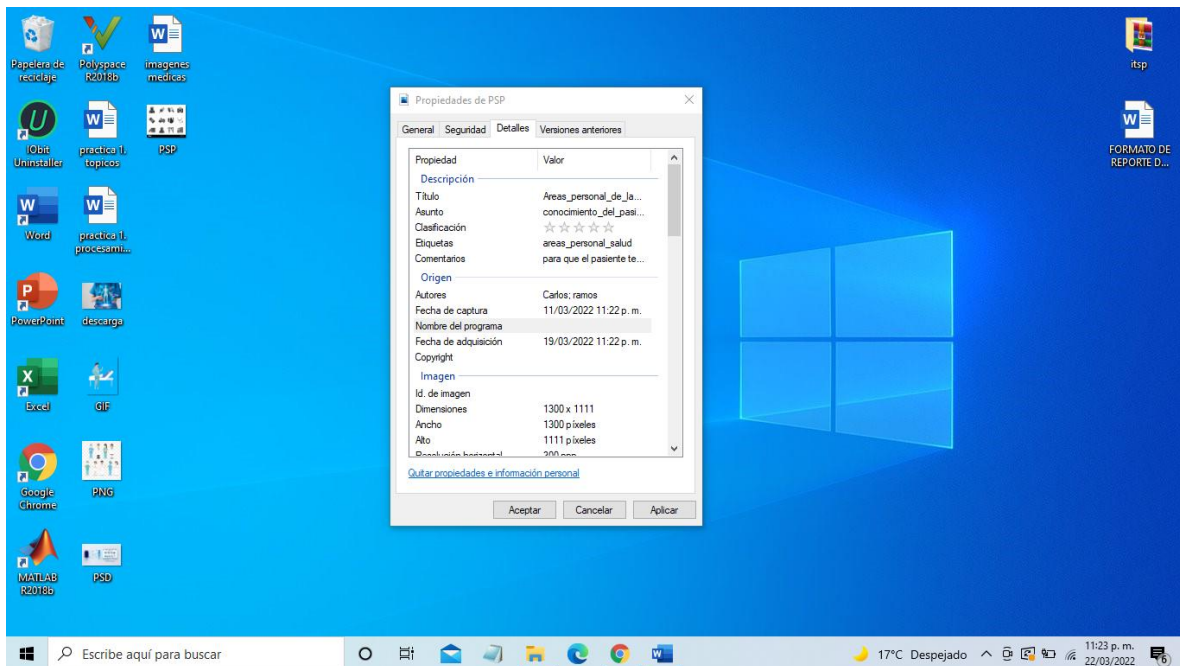 Papelera de
reciclaje
Polyspace
R2018b
imagenes
medicas
IObit
Uninstaller
practica 1.
topicos
PSP
Word
practica 1.
procesami...
PowerPoint
descarga
Excel
GIF
Google
Chrome
PNG
MATLAB
R2018b
PSD
itsp
FORMATO DE
REPORTE D...
Propiedades de PSP
General Seguridad Detalles Versiones anteriores
Propiedad Valor
Descripción
Título Areas_personal_de_la...
Asunto conocimiento_del_pasi...
Clasificación
Etiquetas areas_personal_salud
Comentarios para que el pasiente te...
Origen
Autores Carlos; ramos
Fecha de captura 11/03/2022 11:22 p. m.
Nombre del programa
Fecha de adquisición 19/03/2022 11:22 p. m.
Copyright
Imagen
Id. de imagen
Dimensiones 1300 x 1111
Ancho 1300 píxeles
Alto 1111 píxeles
Resolución horizontal 300 ppp
Quitar propiedades e información personal
Aceptar Cancelar Aplicar
Escribe aquí para buscar
17°C Despejado
11:23 p. m.
22/03/2022
6